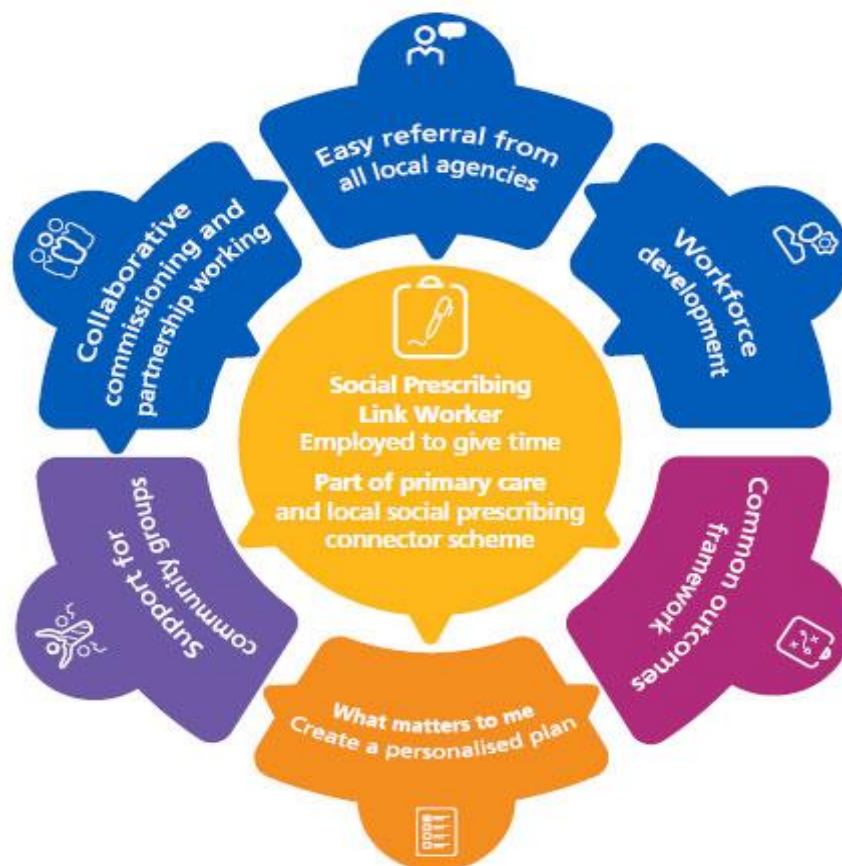 Easy referral from
all local agencies
Workforce
development
Common outcomes
framework
What matters to me
Create a personalised plan
Support for
community groups
Collaborative
commissioning and
partnership working
Social Prescribing
Link Worker
Employed to give time
Part of primary care
and local social prescribing
connector scheme